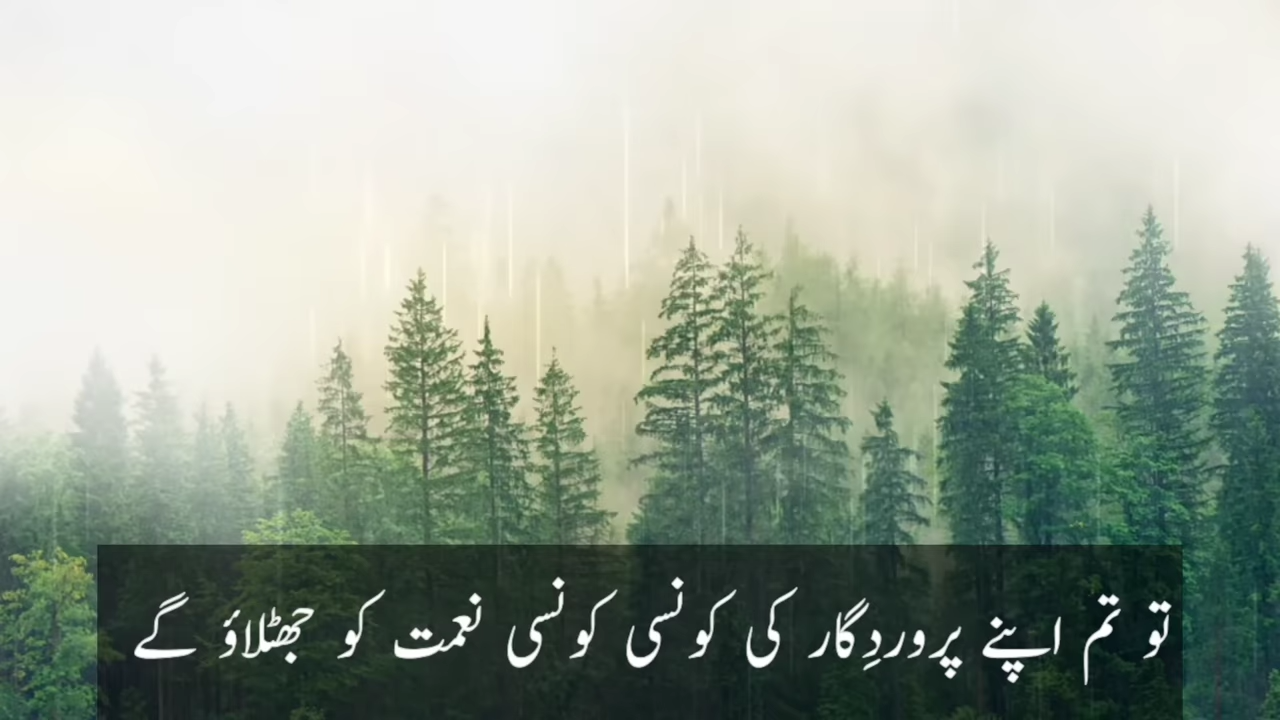 تو تم اپنے پروردِگار کی کونسی کونسی نعمت کو جھٹلاؤ گے